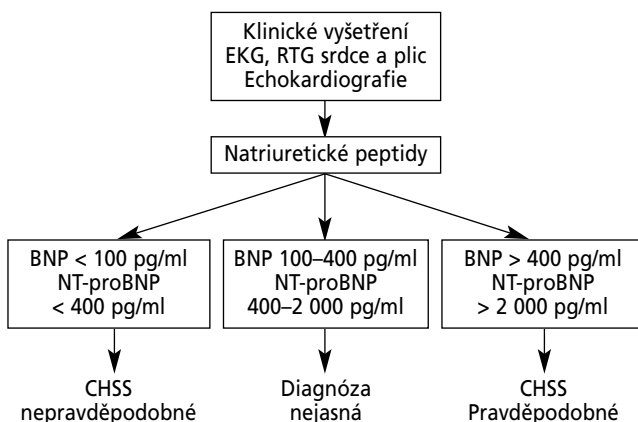 Klinické vyšetření
EKG, RTG srdce a plic
Echokardiografie
Natriuretické peptidy
BNP < 100 pg/ml
NT-proBNP
< 400 pg/ml
BNP 100–400 pg/ml
NT-proBNP
400–2 000 pg/ml
BNP > 400 pg/ml
NT-proBNP
> 2 000 pg/ml
CHSS
nepravděpodobné
Diagnóza
nejasná
CHSS
Pravděpodobné